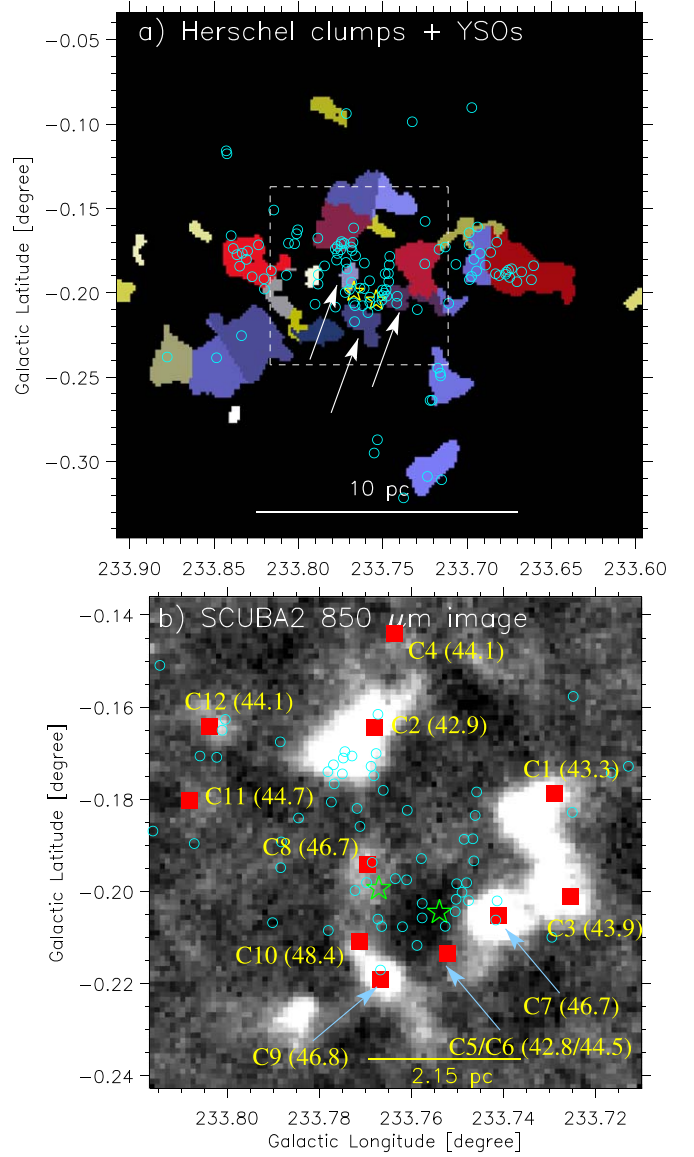 a) Herschel clumps + YSOs
−0.05
−0.10
−0.15
−0.20
−0.25
−0.30
Galactic Latitude [degree]
10 pc
233.90 233.85 233.80 233.75 233.70 233.65 233.60
b) SCUBA2 850 μm image
−0.14
−0.16
−0.18
−0.20
−0.22
−0.24
Galactic Latitude [degree]
C4 (44.1)
C12 (44.1)
C2 (42.9)
C1 (43.3)
C11 (44.7)
C8 (46.7)
C3 (43.9)
C10 (48.4)
C7 (46.7)
C5/C6 (42.8/44.5)
C9 (46.8)
2.15 pc
233.80 233.78 233.76 233.74 233.72
Galactic Longitude [degree]